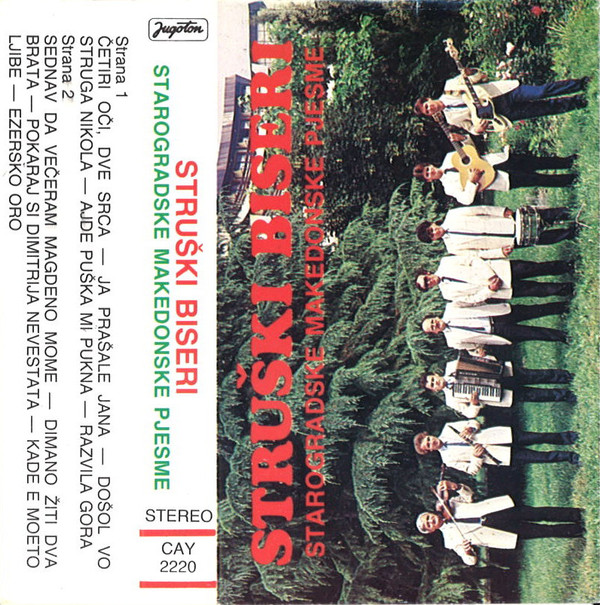 Strana 1
ČETIRI OČI, DVE SRCA — JA PRAŠALE JANA — DOŠOL VO
STRUGA NIKOLA — AJDE PUŠKA MI PUKNA — RAZVILA GORA
Strana 2
SEDNAV DA VEČERAM MAGDENO MOME — DIMANO ŽITI DVA
BRATA — POKARAJ SI DIMITRIJA NEVESTATA — KADE E MOETO
LJIBE — EZERSKO ORO
Jugoton
STRUŠKI BISERI
STAROGRADSKE MAKEDONSKE PJESME
STEREO
CAY
2220
STRUŠKI BISERI
STAROGRADSKE MAKEDONSKE PJESME